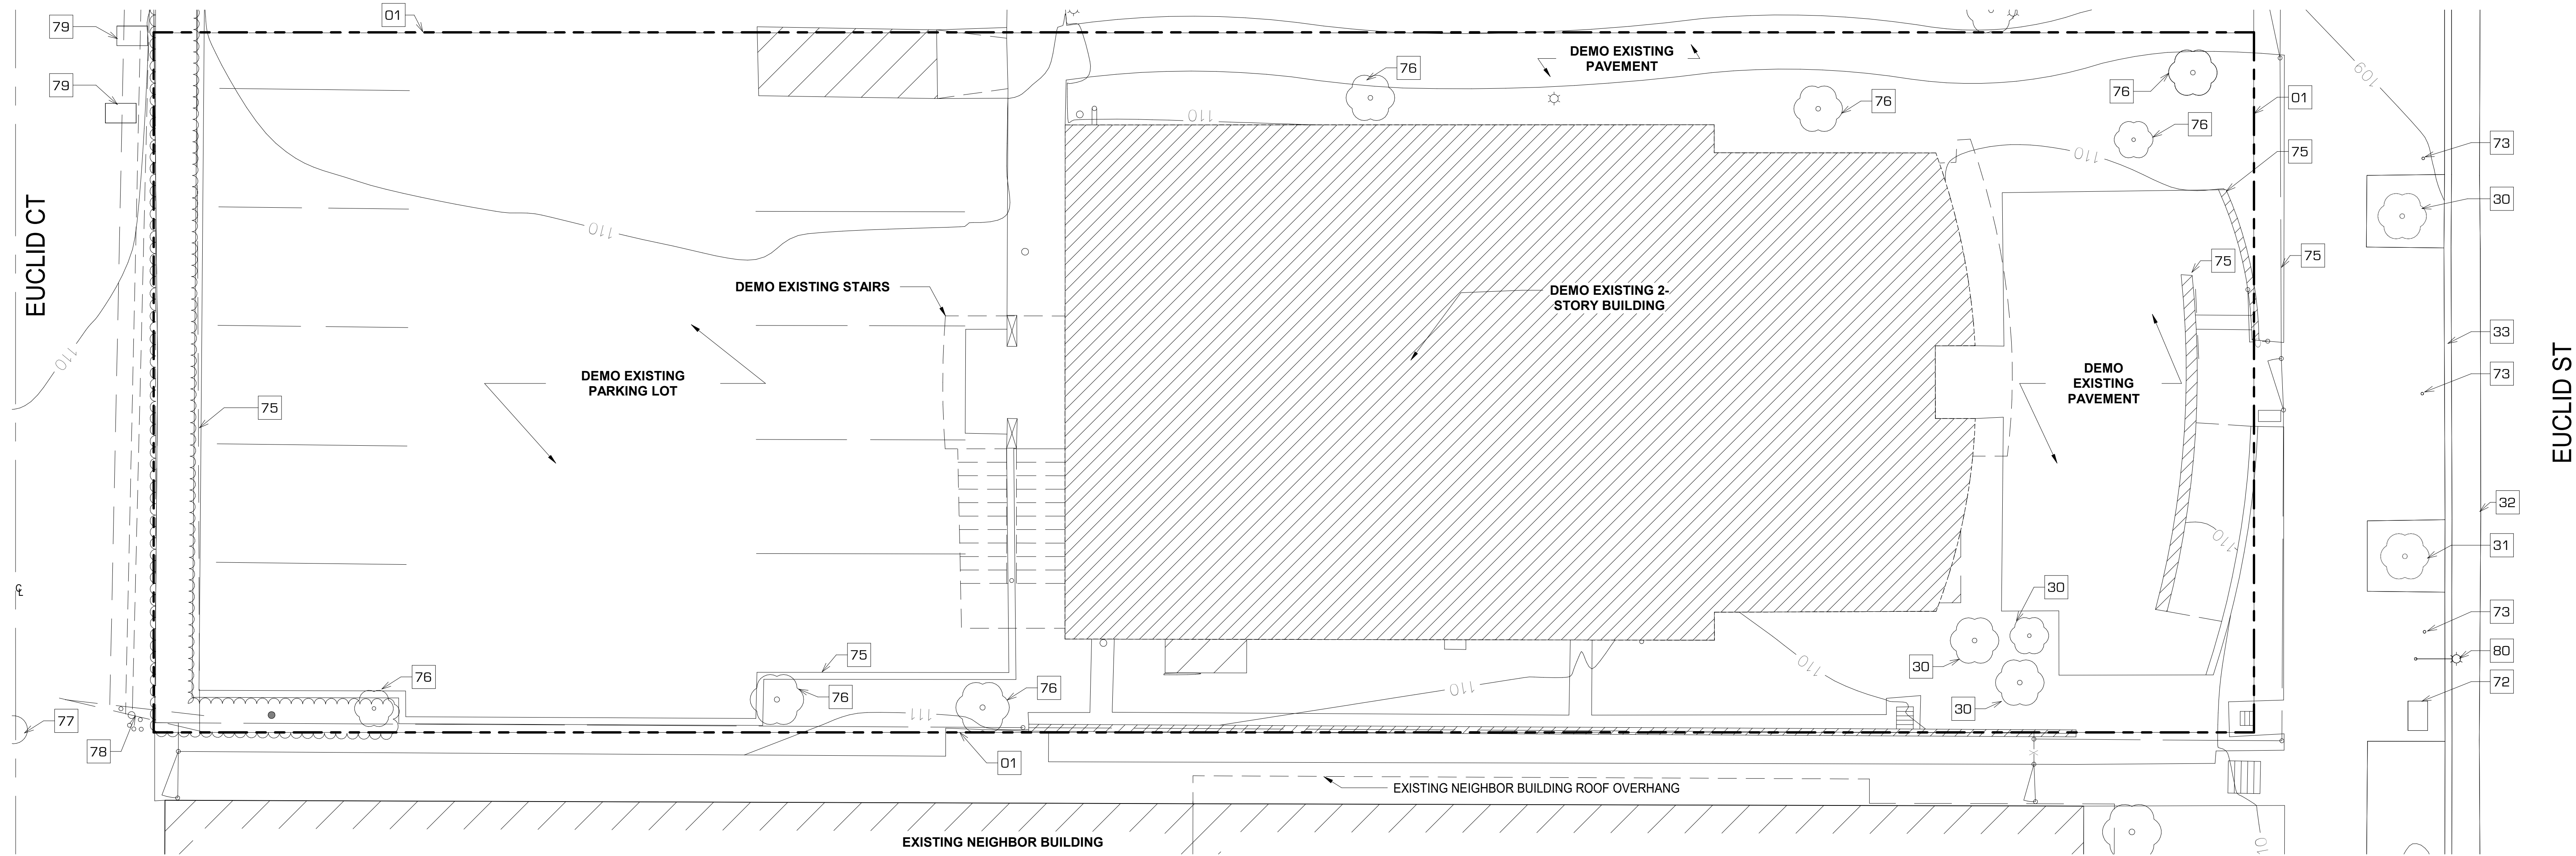 79
01
79
EUCLID CT
110
110
77
78
75
76
DEMO EXISTING STAIRS
DEMO EXISTING
PARKING LOT
75
76
111
76
01
110
76
DEMO EXISTING
PAVEMENT
76
76
76
01
75
110
75
75
DEMO EXISTING 2-
STORY BUILDING
DEMO
EXISTING
PAVEMENT
110
30
30
30
110
110
EXISTING NEIGHBOR BUILDING ROOF OVERHANG
EXISTING NEIGHBOR BUILDING
109
73
30
33
73
32
31
73
80
72
EUCLID ST